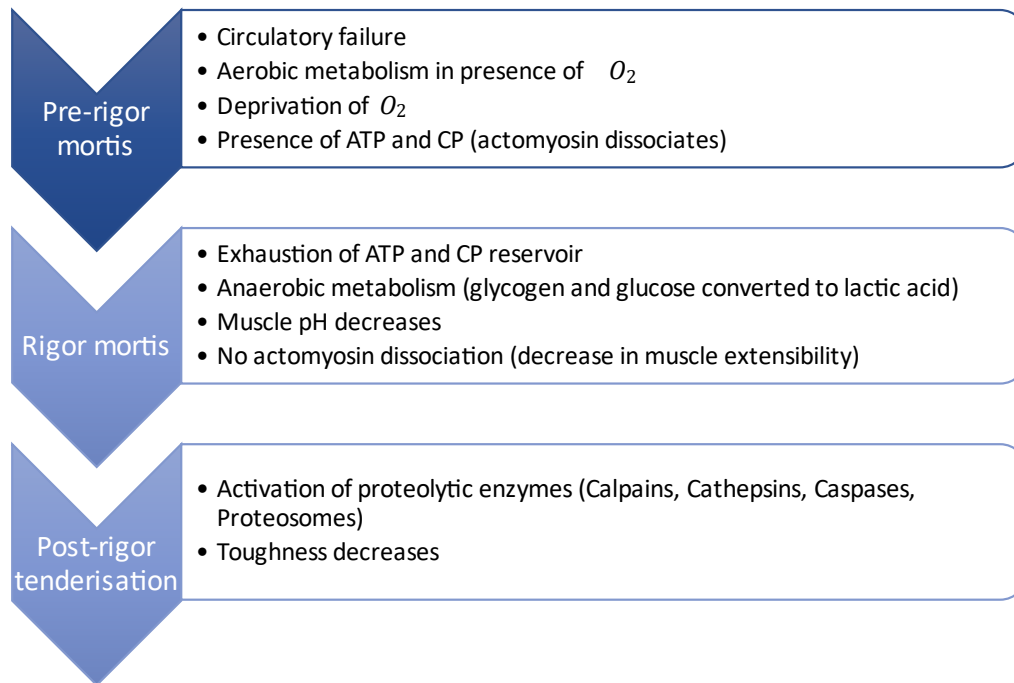 Pre-rigor
mortis
• Circulatory failure
• Aerobic metabolism in presence of O₂
• Deprivation of O₂
• Presence of ATP and CP (actomyosin dissociates)
Rigor mortis
• Exhaustion of ATP and CP reservoir
• Anaerobic metabolism (glycogen and glucose converted to lactic acid)
• Muscle pH decreases
• No actomyosin dissociation (decrease in muscle extensibility)
Post-rigor
tenderisation
• Activation of proteolytic enzymes (Calpains, Cathepsins, Caspases,
Proteosomes)
• Toughness decreases